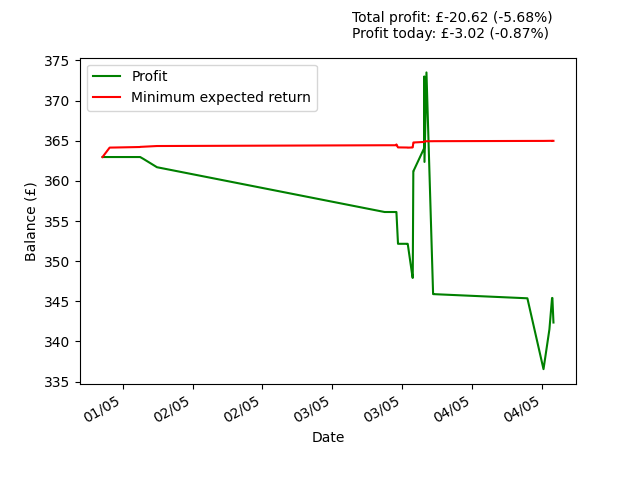 Total profit: £-20.62 (-5.68%)
Profit today: £-3.02 (-0.87%)
375
370
365
360
355
350
345
340
335
Balance (£)
Profit
Minimum expected return
01/05
02/05
02/05
03/05
03/05
04/05
04/05
Date